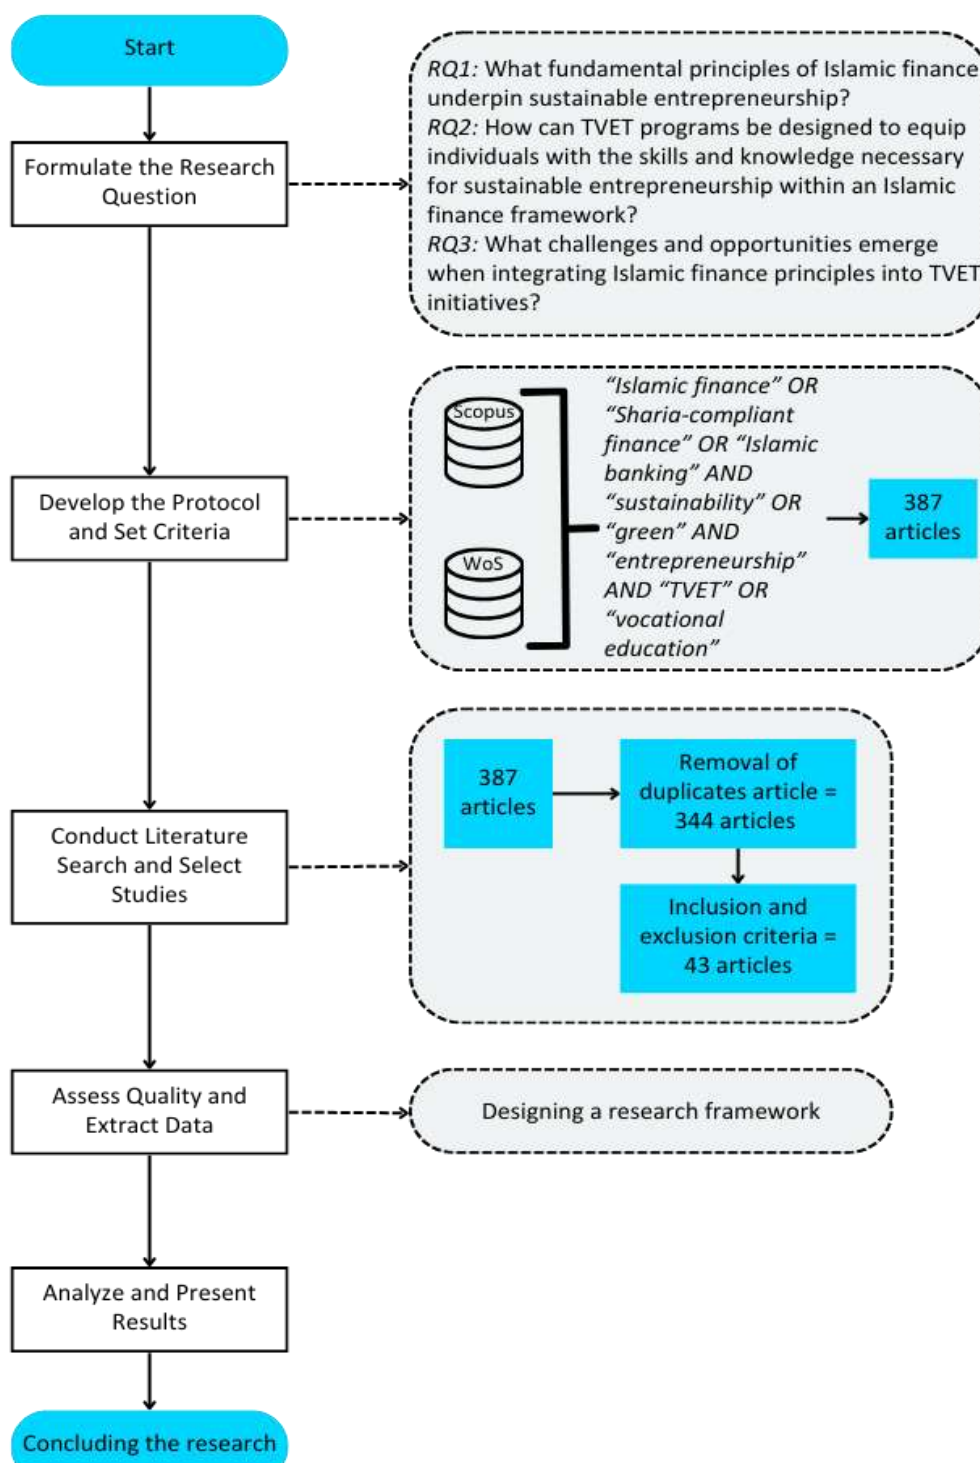 Start
RQ1: What fundamental principles of Islamic finance
underpin sustainable entrepreneurship?
RQ2: How can TVET programs be designed to equip
individuals with the skills and knowledge necessary
for sustainable entrepreneurship within an Islamic
finance framework?
RQ3: What challenges and opportunities emerge
when integrating Islamic finance principles into TVET
initiatives?
Formulate the Research
Question
Develop the Protocol
and Set Criteria
Scopus
WoS
“Islamic finance” OR
“Sharia-compliant
finance” OR “Islamic
banking” AND
“sustainability” OR
“green” AND
“entrepreneurship”
AND “TVET” OR
“vocational
education”
387
articles
Conduct Literature
Search and Select
Studies
387
articles
Removal of
duplicates article =
344 articles
Inclusion and
exclusion criteria =
43 articles
Assess Quality and
Extract Data
Designing a research framework
Analyze and Present
Results
Concluding the research